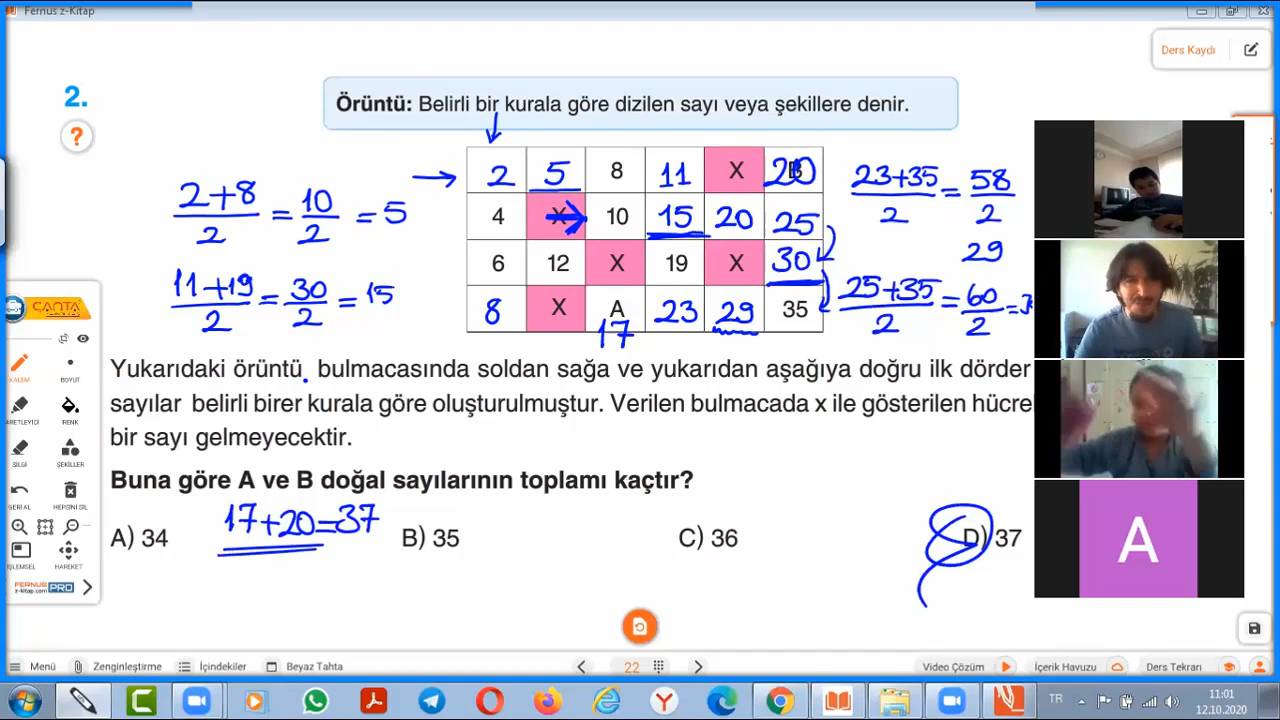 Fernus z-Kitap
Ders Kaydı
2.
?
Örüntü: Belirli bir kurala göre dizilen sayı veya şekillere denir.
2 5 8 11 X 20
4 X 10 15 20 25
6 12 X 19 X 30
8 X A 23 29 35
17
2+8/2 = 10/2 = 5
11+19/2 = 30/2 = 15
23+35/2 = 58/2
29
25+35/2 = 60/2 = 3
Yukarıdaki örüntü bulmacasında soldan sağa ve yukarıdan aşağıya doğru ilk dörder
sayılar belirli birer kurala göre oluşturulmuştur. Verilen bulmacada x ile gösterilen hücre
bir sayı gelmeyecektir.
Buna göre A ve B doğal sayılarının toplamı kaçtır?
17+20=37
A) 34 B) 35 C) 36 D) 37
A
CANTA
KALEM BOYUT
İŞARETLEYİCİ RENK
SİLGİ ŞEKİLLER
GERİ AL HEPSİNİ SİL
İŞLEMSEL HAREKET
FERNUS PRO
z-kitap.com
Menü Zenginleştirme İçindekiler Beyaz Tahta 22 Video Çözüm İçerik Havuzu Ders Tekrarı
TR 11:01
12.10.2020